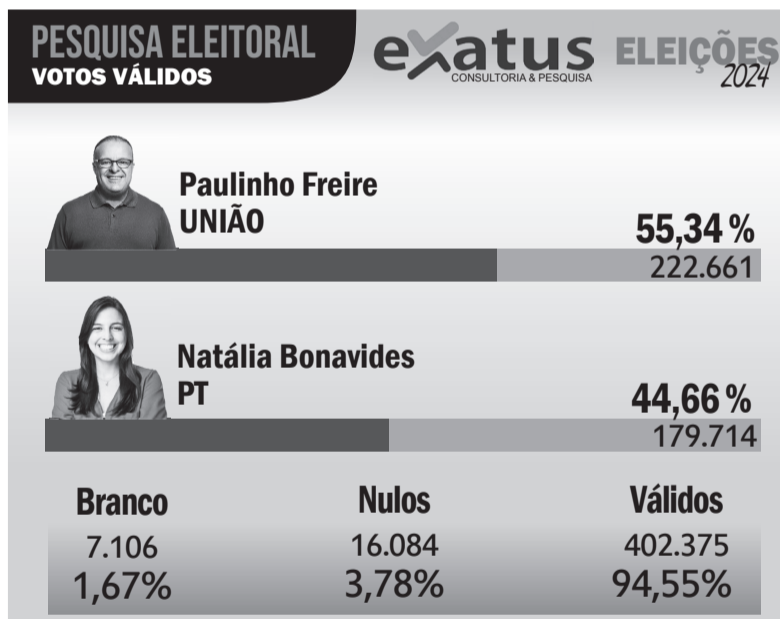 PESQUISA ELEITORAL
VOTOS VÁLIDOS
exatus
CONSULTORIA & PESQUISA
ELEIÇÕES
2024
Paulinho Freire
UNIÃO
55,34 %
222.661
Natália Bonavides
PT
44,66 %
179.714
Branco Nulos Válidos
7.106 16.084 402.375
1,67% 3,78% 94,55%